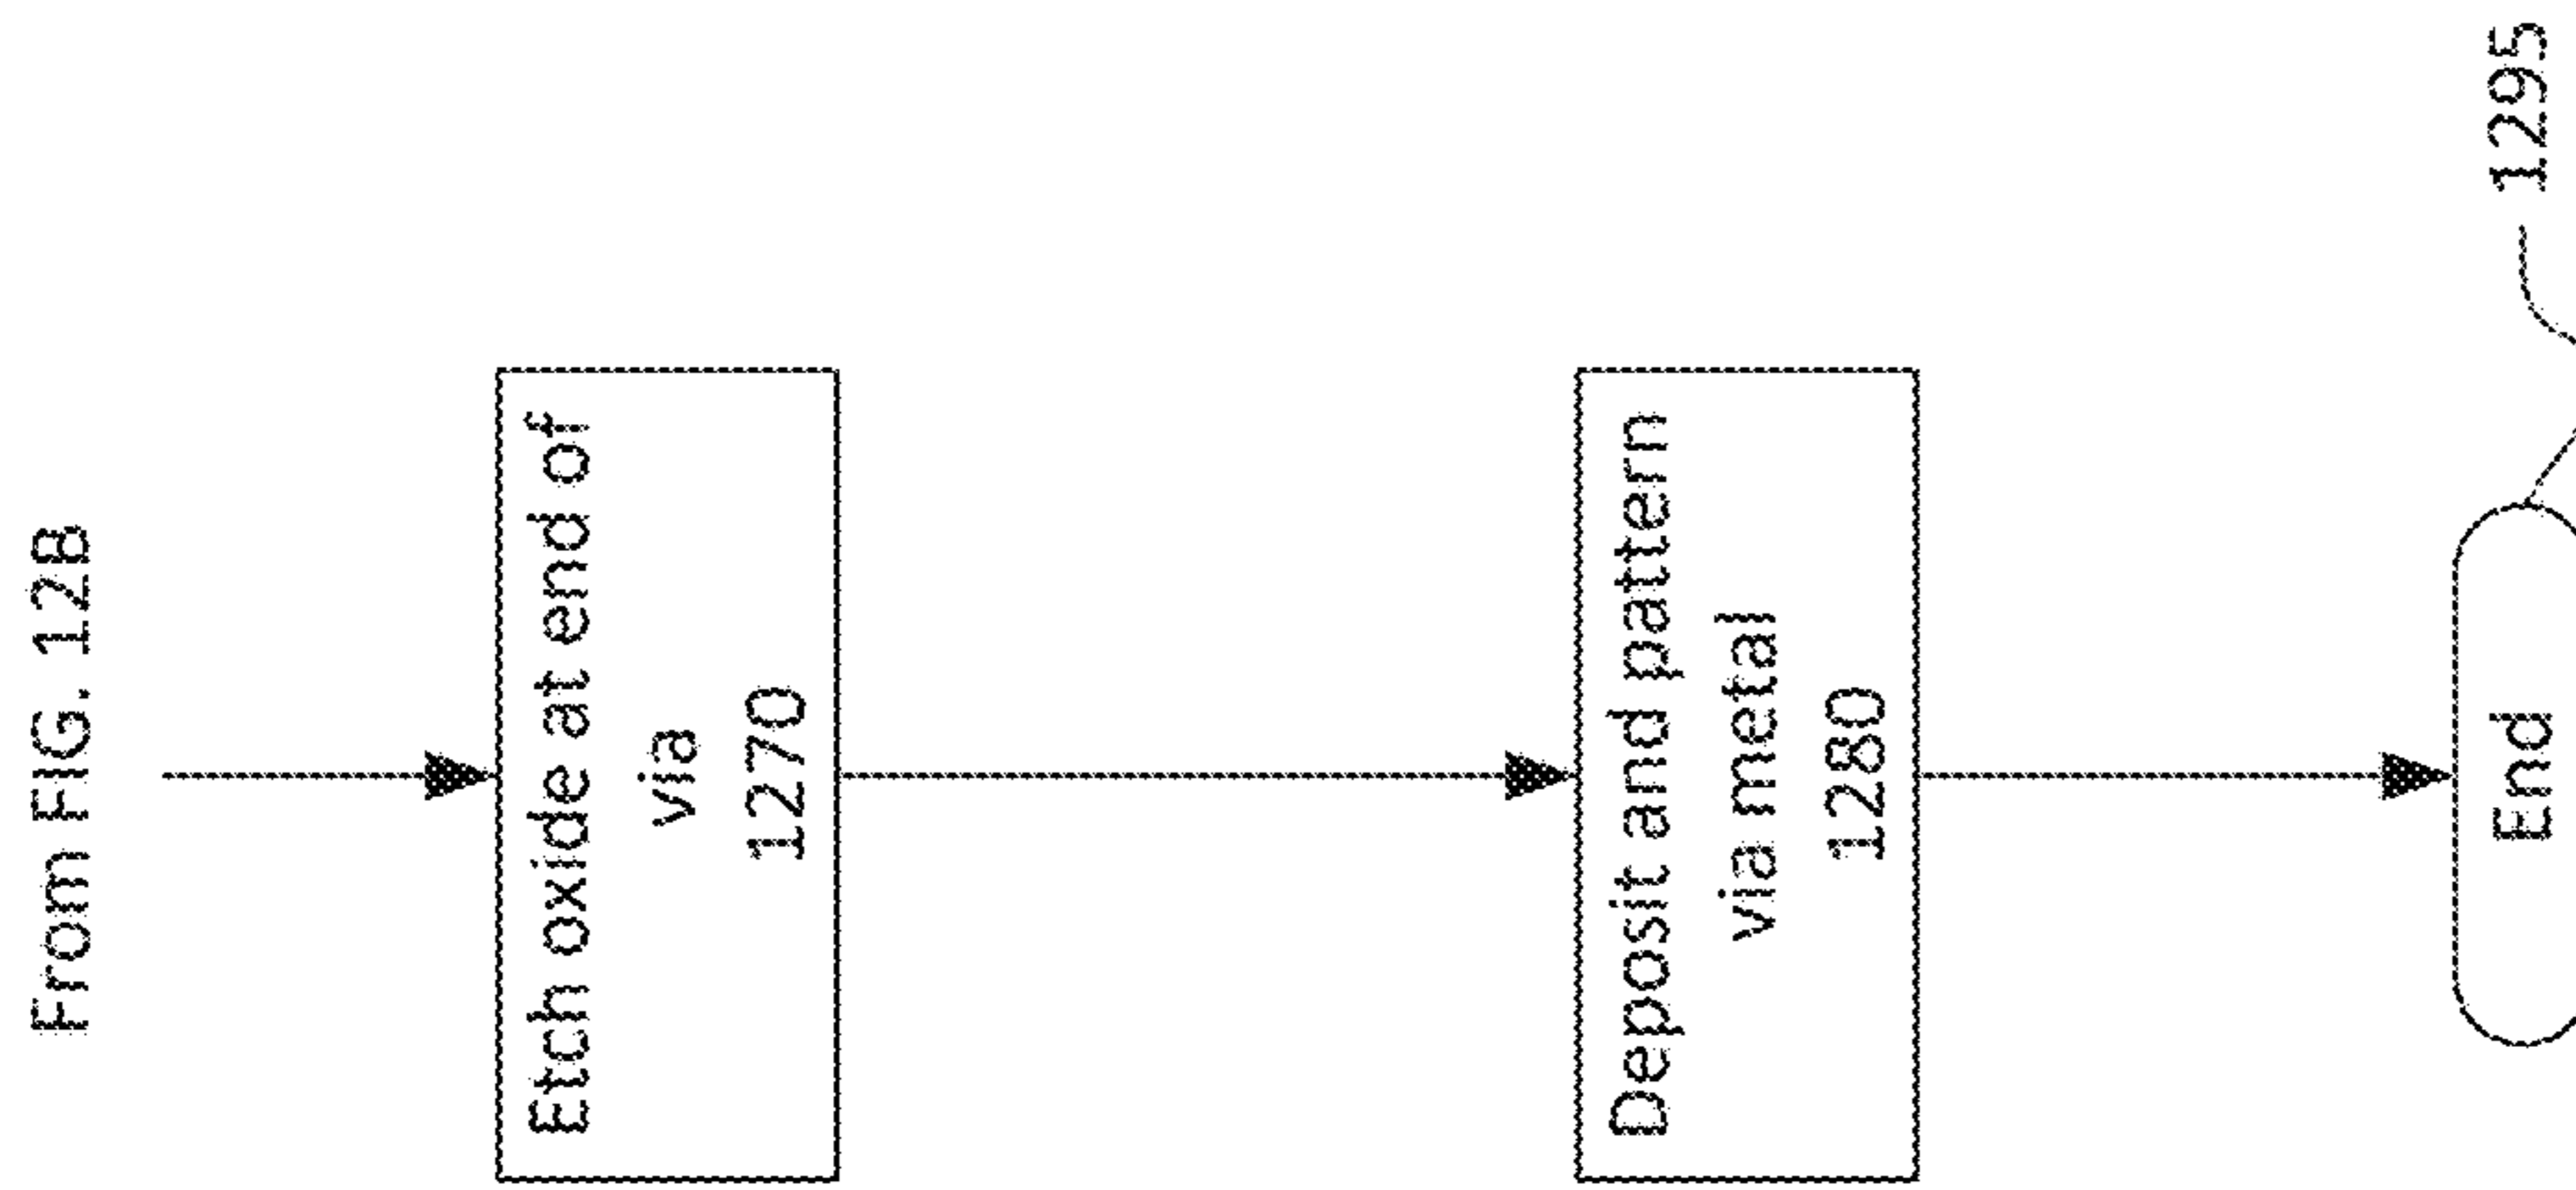 From FIG. 12B
Etch oxide at end of
via
1270
Deposit and pattern
via metal
1280
End
1295